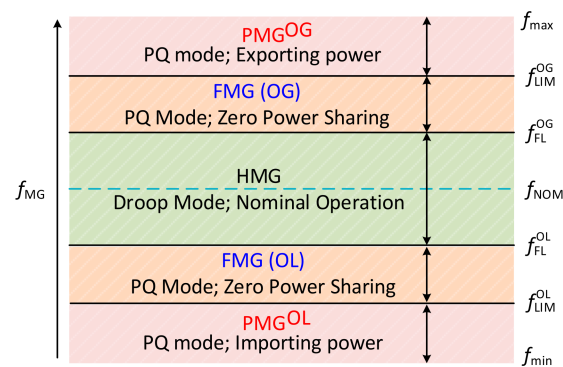 PMG^OG
f_max
PQ mode; Exporting power
f_LIM^OG
FMG (OG)
PQ Mode; Zero Power Sharing
f_FL^OG
HMG
f_MG
f_NOM
Droop Mode; Nominal Operation
f_FL^OL
FMG (OL)
PQ Mode; Zero Power Sharing
f_LIM^OL
PMG^OL
PQ mode; Importing power
f_min